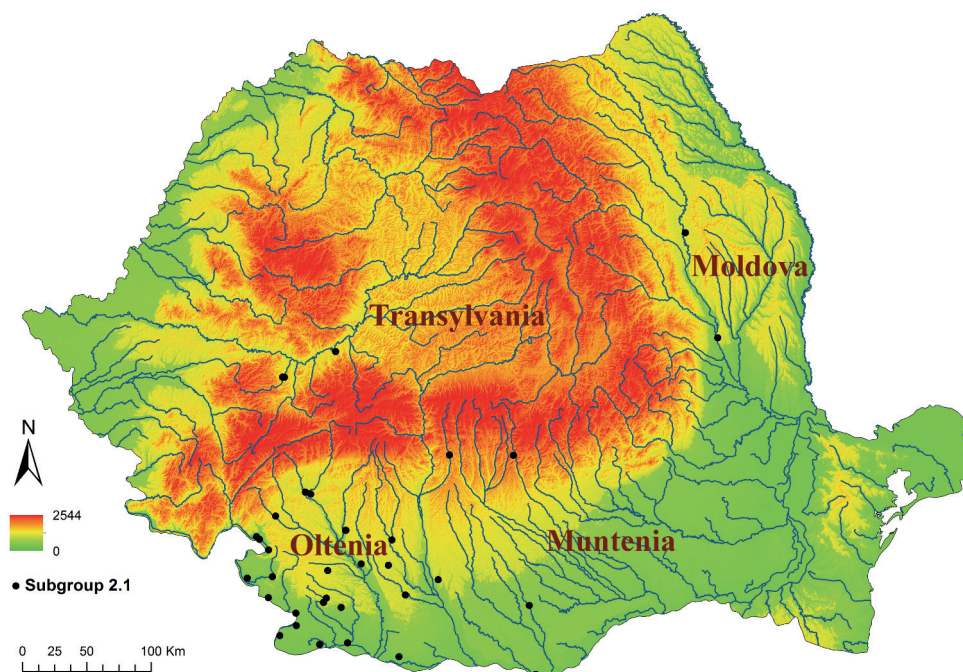 Moldova
Transylvania
N
2544
0
Oltenia
Muntenia
Subgroup 2.1
0 25 50 100 Km